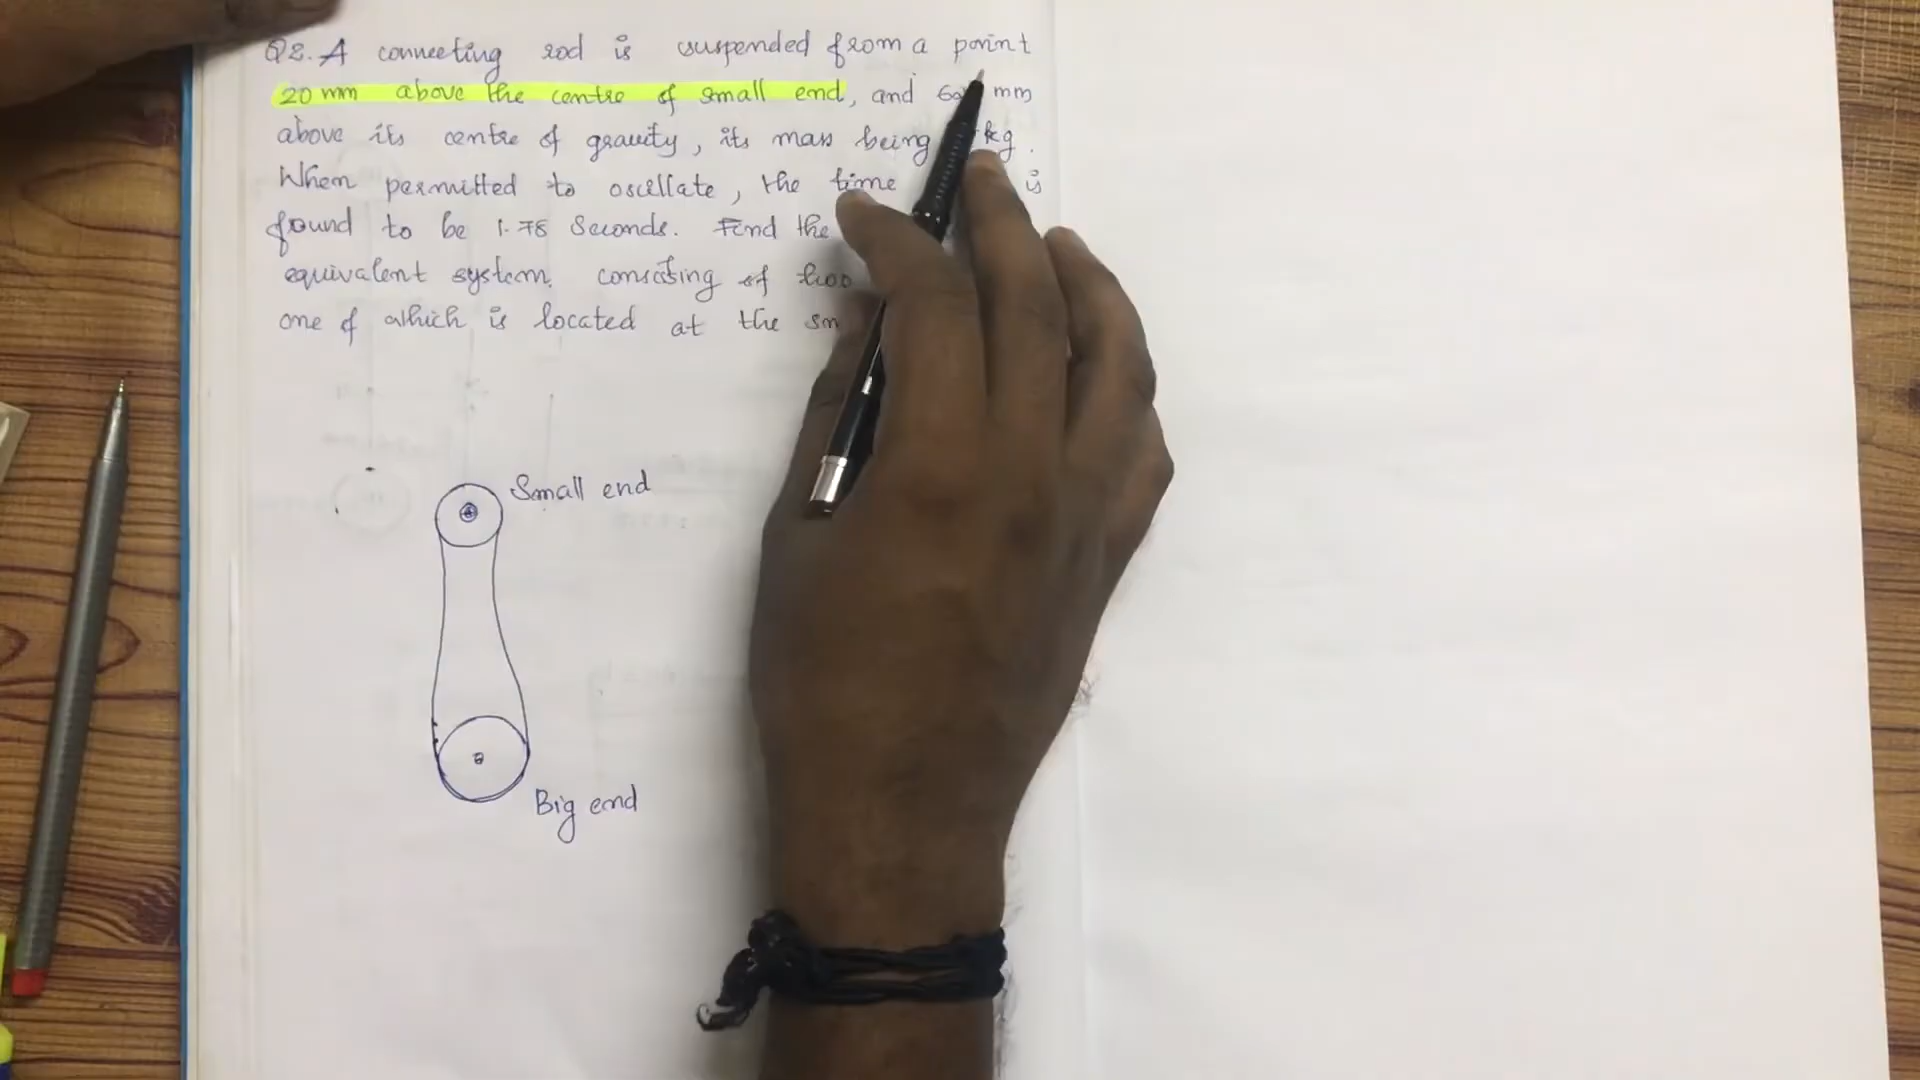 Q2. A connecting rod is suspended from a point
20 mm above the centre of small end, and mm
above its centre of gravity, its mass being kg.
When permitted to oscillate, the time is
found to be 1.78 Seconds. Find the
equivalent system consisting of two
one of which is located at the sm
Small end
Big end